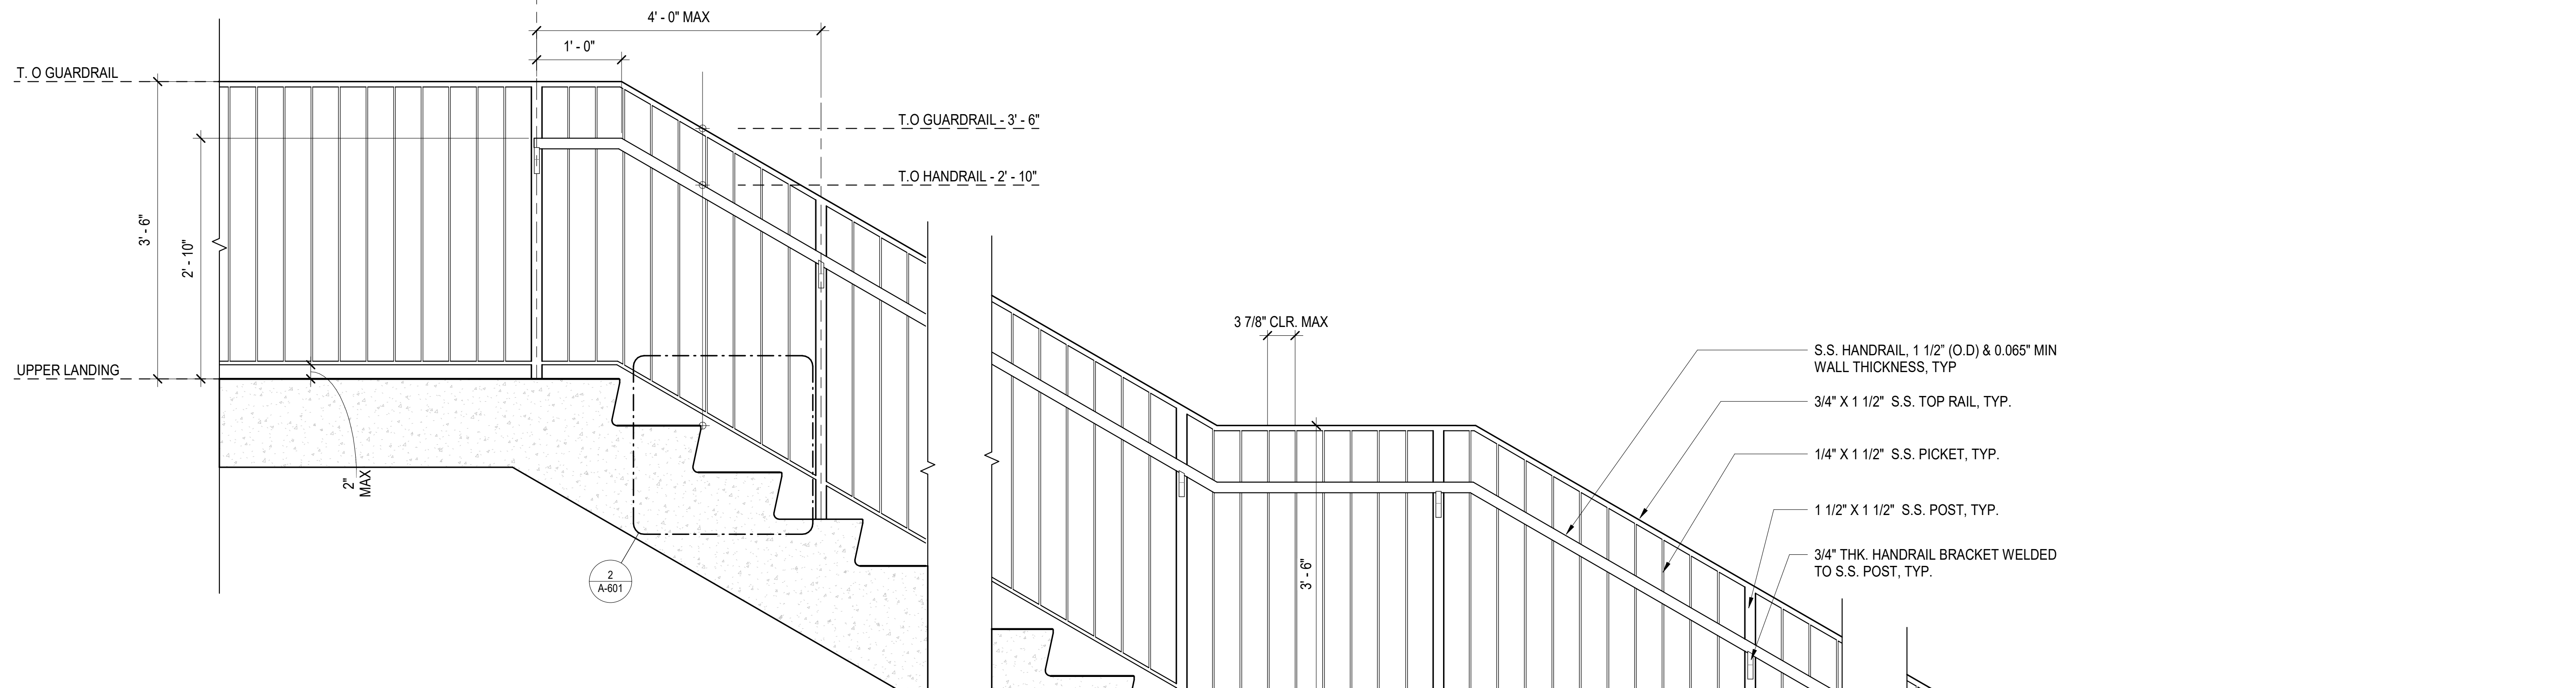 4' - 0" MAX
1' - 0"
T. O GUARDRAIL
T.O GUARDRAIL - 3' - 6"
T.O HANDRAIL - 2' - 10"
3' - 6"
2' - 10"
UPPER LANDING
2"
MAX
2
A-601
3 7/8" CLR. MAX
3' - 6"
S.S. HANDRAIL, 1 1/2” (O.D) & 0.065" MIN
WALL THICKNESS, TYP
3/4" X 1 1/2" S.S. TOP RAIL, TYP.
1/4" X 1 1/2" S.S. PICKET, TYP.
1 1/2" X 1 1/2" S.S. POST, TYP.
3/4" THK. HANDRAIL BRACKET WELDED
TO S.S. POST, TYP.